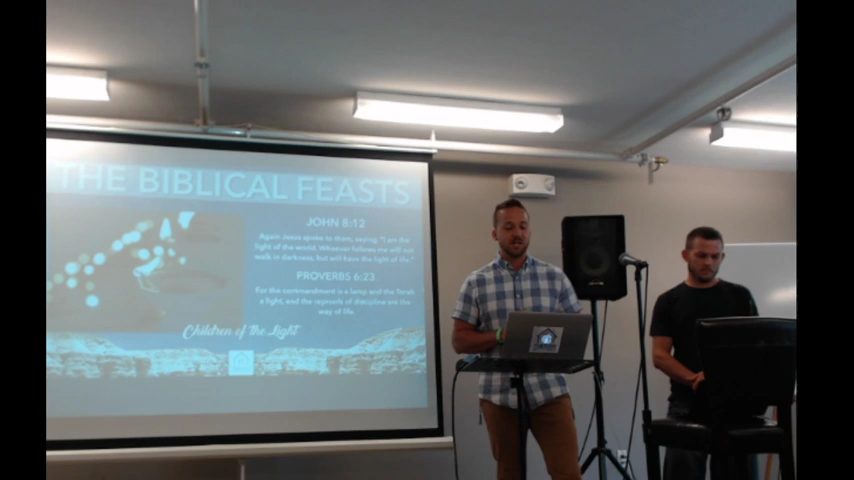 THE BIBLICAL FEASTS
JOHN 8:12
Again Jesus spoke to them, saying, "I am the
light of the world. Whoever follows me will not
walk in darkness, but will have the light of life."
PROVERBS 6:23
For the commandment is a lamp and the Torah
a light, and the reproofs of discipline are the
way of life.
Children of the Light